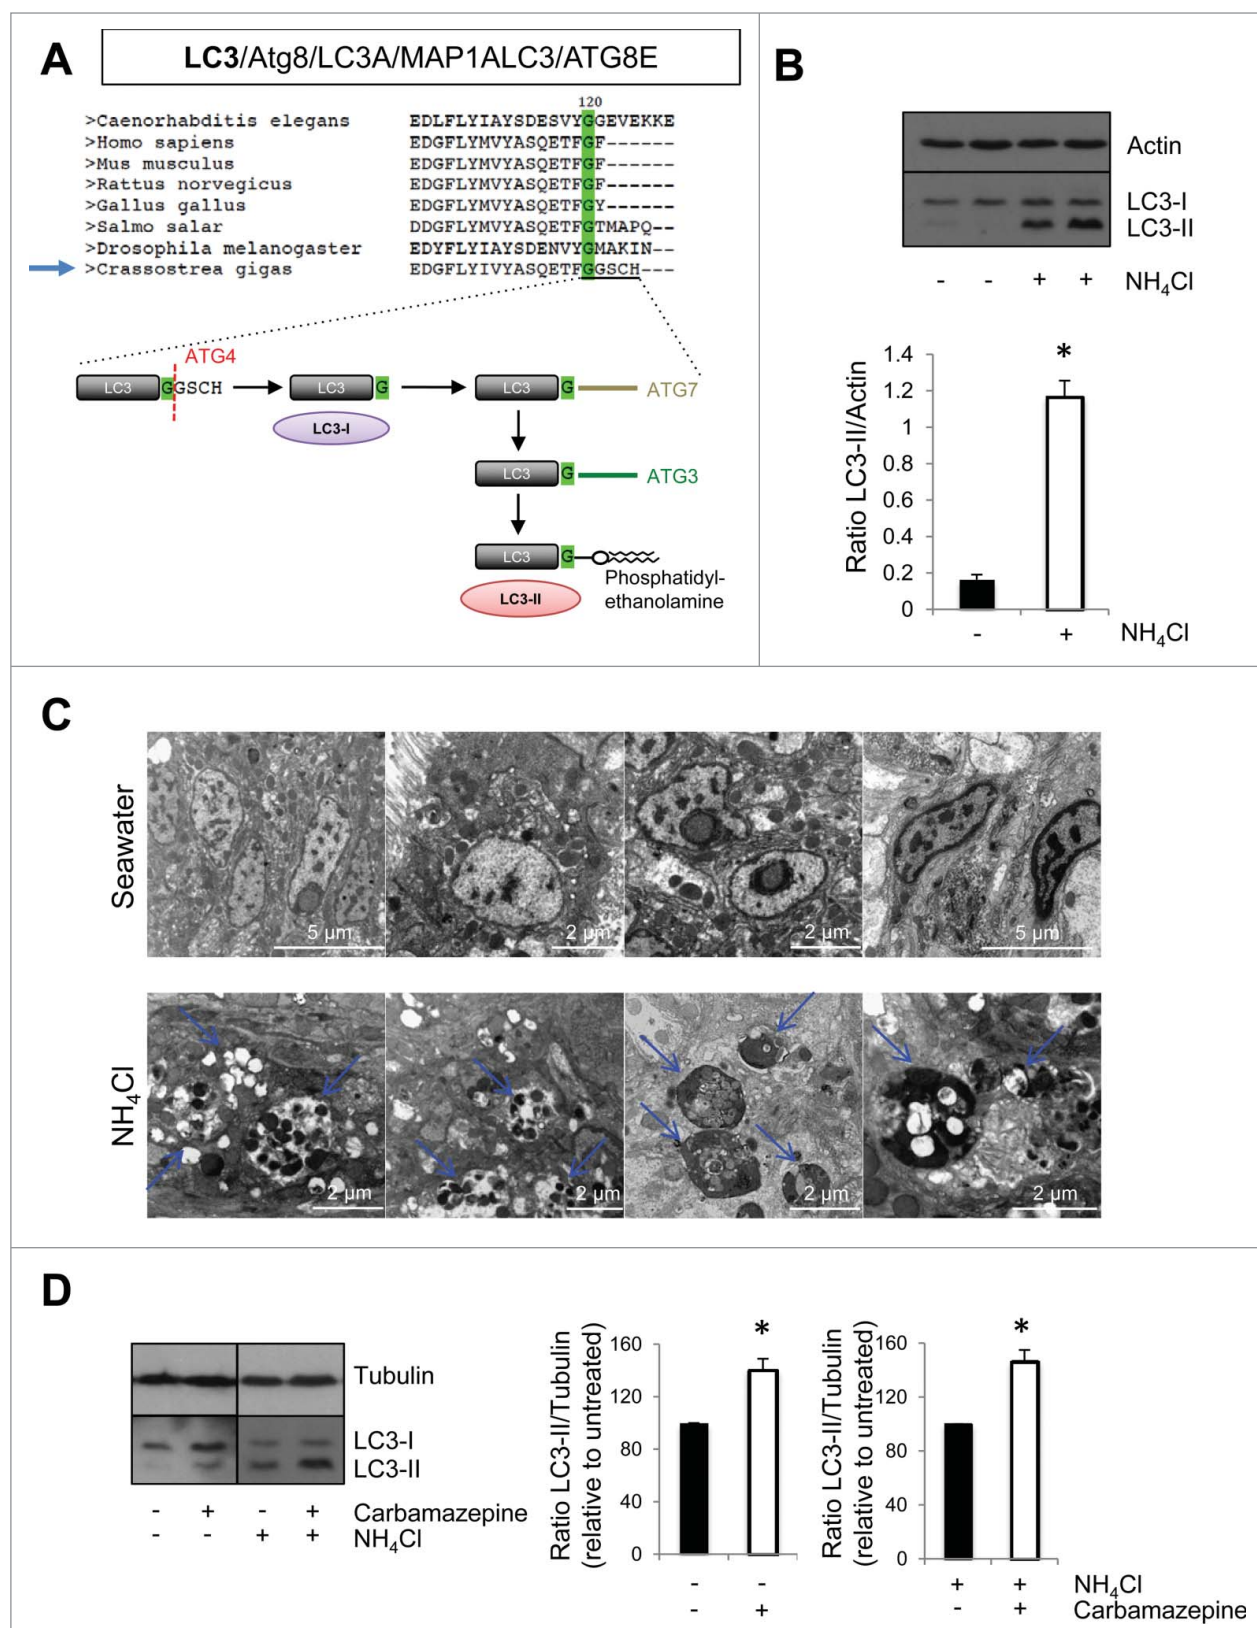 A
LC3/Atg8/LC3A/MAP1ALC3/ATG8E
120
>Caenorhabditis elegans EDLFLYIAYSDESVYGGEVEKKE
>Homo sapiens EDGFLYMVYASQETFGF------
>Mus musculus EDGFLYMVYASQETFGF------
>Rattus norvegicus EDGFLYMVYASQETFGF------
>Gallus gallus EDGFLYMVYASQETFGY------
>Salmo salar DDGFLYMVYASQETFGTMAPQ--
>Drosophila melanogaster EDYFLYIAYSDENVYGMAKIN--
>Crassostrea gigas EDGFLYIVYASQETFGGSCH---
ATG4
LC3 GGSCH
LC3 G
LC3-I
LC3 G ATG7
LC3 G ATG3
LC3 G
Phosphatidyl-
ethanolamine
LC3-II
B
Actin
LC3-I
LC3-II
- - + + NH₄Cl
Ratio LC3-II/Actin
1.4
1.2
1
0.8
0.6
0.4
0.2
0
*
- + NH₄Cl
C
Seawater
5 µm
2 µm
2 µm
5 µm
NH₄Cl
2 µm
2 µm
2 µm
2 µm
D
Tubulin
LC3-I
LC3-II
- + - + Carbamazepine
- - + + NH₄Cl
Ratio LC3-II/Tubulin
(relative to untreated)
160
120
80
40
0
*
- -
- +
Ratio LC3-II/Tubulin
(relative to untreated)
160
120
80
40
0
*
+ + NH₄Cl
- + Carbamazepine